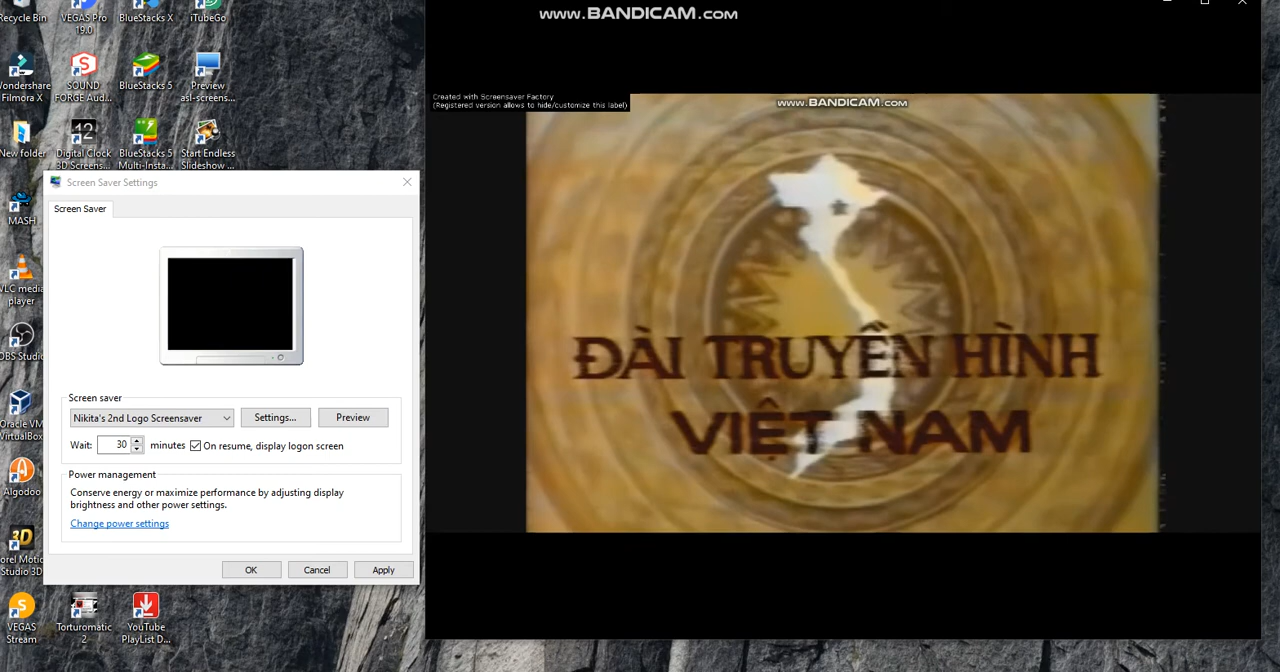 Recycle Bin
VEGAS Pro
19.0
BlueStacks X
iTubeGo
Wondershare
Filmora X
SOUND
FORGE Aud...
BlueStacks 5
Preview
asl-screens...
New folder
12
Digital Clock
3D Screens...
BlueStacks 5
Multi-Insta...
Start Endless
Slideshow ...
MASH
VLC media
player
OBS Studio
Oracle VM
VirtualBox
Algodoo
3D
orel Motio
Studio 3D
VEGAS
Stream
Torturomatic
2
YouTube
PlayList D...
Screen Saver Settings
Screen Saver
Screen saver
Nikita's 2nd Logo Screensaver
Settings...
Preview
Wait: 30 minutes
On resume, display logon screen
Power management
Conserve energy or maximize performance by adjusting display
brightness and other power settings.
Change power settings
OK
Cancel
Apply
www.BANDICAM.com
Created with Screensaver Factory
(Registered version allows to hide/customize this label)
www.BANDICAM.com
ĐÀI TRUYỀN HÌNH
VIỆT NAM